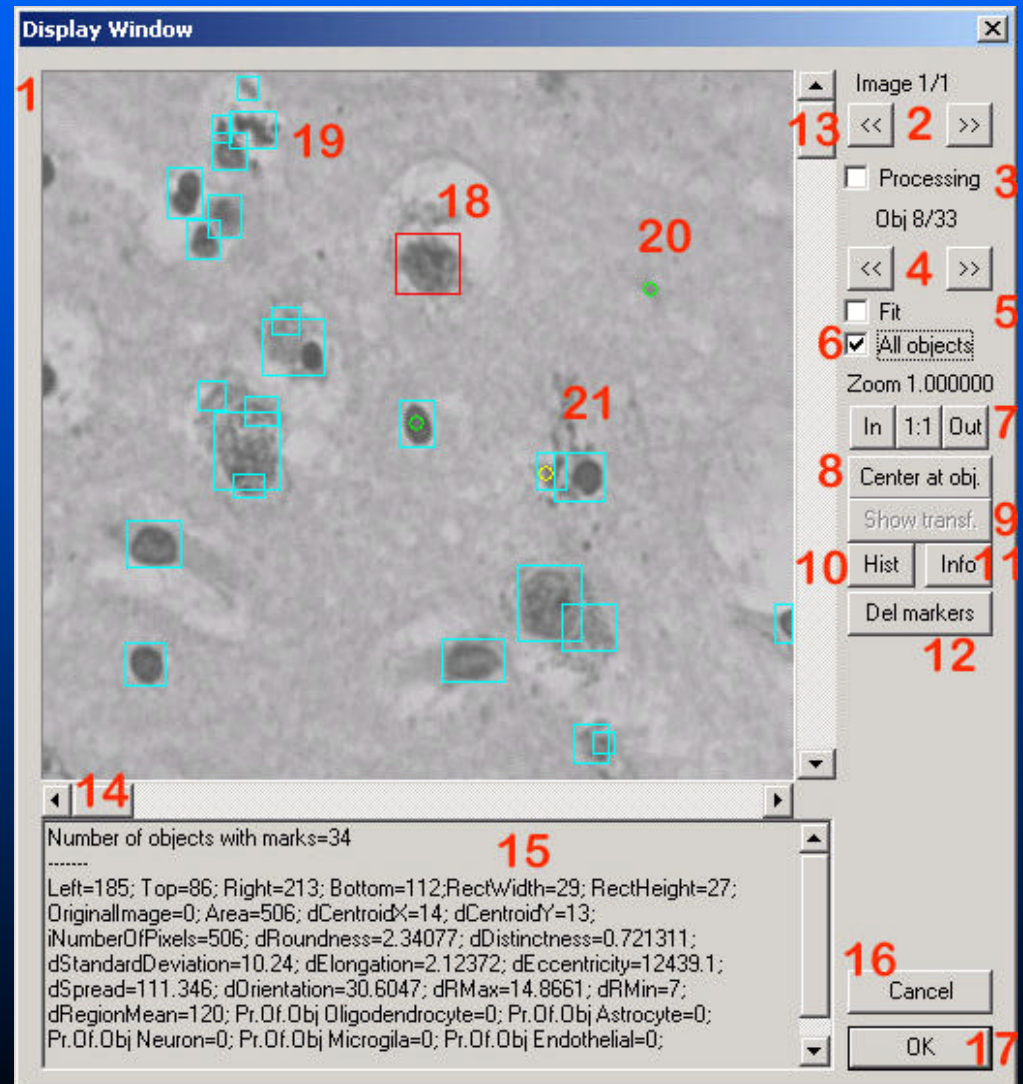 Display Window
1
Image 1/1
<< 2 >>
13
19
Processing 3
18
Obj 8/33
20
<< 4 >>
Fit 5
6 All objects
Zoom 1.000000
21
In 1:1 Out 7
8 Center at obj.
Show transf. 9
10 Hist Info 11
Del markers
12
14
Number of objects with marks=34
-------
15
Left=185; Top=86; Right=213; Bottom=112;RectWidth=29; RectHeight=27;
OriginalImage=0; Area=506; dCentroidX=14; dCentroidY=13;
iNumberOfPixels=506; dRoundness=2.34077; dDistinctness=0.721311;
dStandardDeviation=10.24; dElongation=2.12372; dEccentricity=12439.1;
dSpread=111.346; dOrientation=30.6047; dRMax=14.8661; dRMin=7;
dRegionMean=120; Pr.Of.Obj Oligodendrocyte=0; Pr.Of.Obj Astrocyte=0;
Pr.Of.Obj Neuron=0; Pr.Of.Obj Microgila=0; Pr.Of.Obj Endothelial=0;
16
Cancel
OK 17